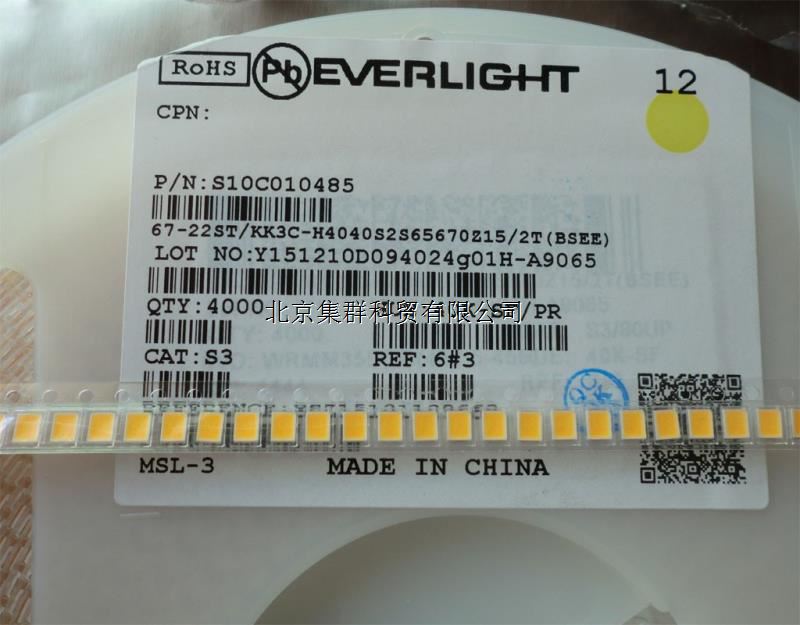 RoHS Pb EVERLIGHT 12
CPN:
P/N:S10C010485
67-22ST/KK3C-H4040S2S65670Z15/2T(BSEE)
LOT NO:Y151210D094024g01H-A9065
QTY:4000 /PR
北京集群科贸有限公司
CAT:S3 REF:6#3
REFERENCE:
MSL-3 MADE IN CHINA
QC